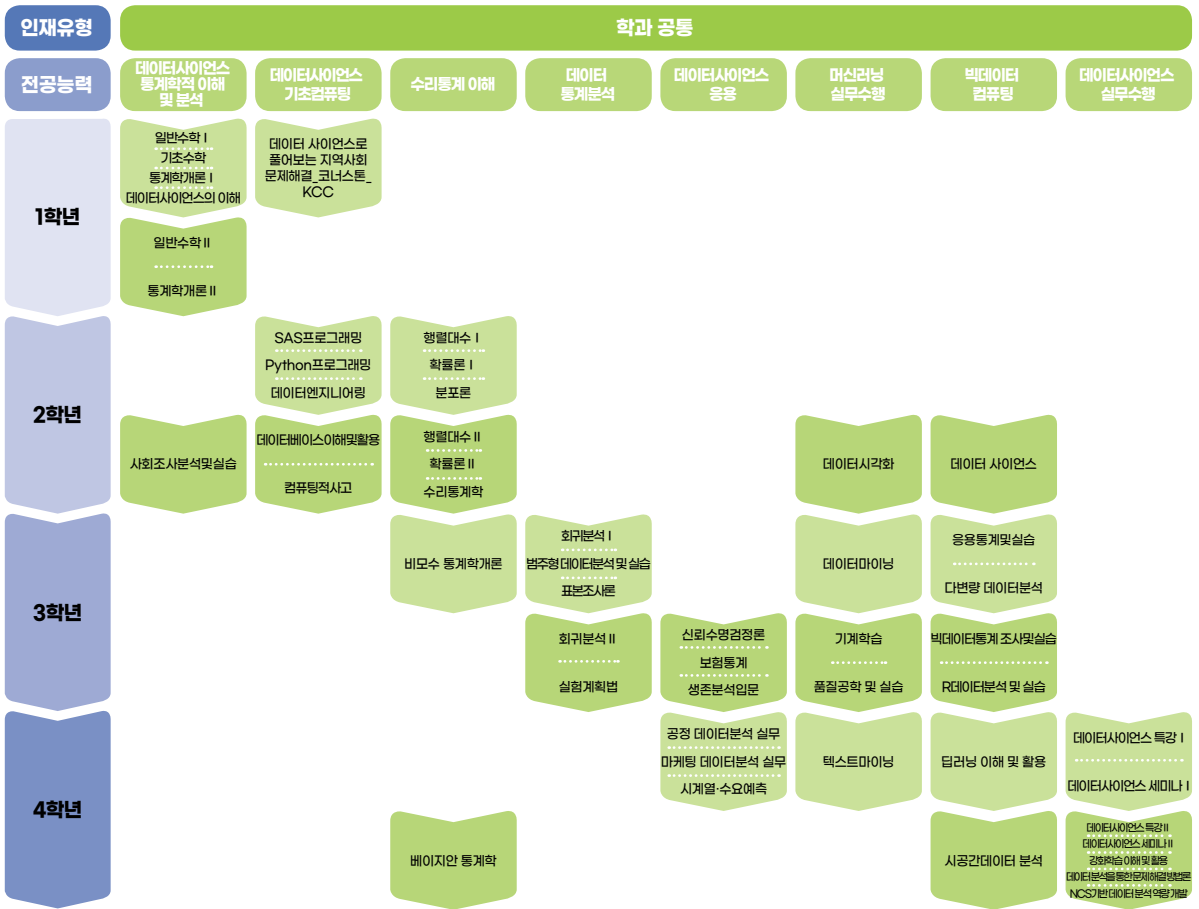 인재유형
학과 공통
전공능력
데이터사이언스
통계학적 이해
및 분석
데이터사이언스
기초컴퓨팅
수리통계 이해
데이터
통계분석
데이터사이언스
응용
머신러닝
실무수행
빅데이터
컴퓨팅
데이터사이언스
실무수행
1학년
일반수학 I
기초수학
통계학개론 I
데이터사이언스의 이해
데이터 사이언스로
풀어보는 지역사회
문제해결_코너스톤_
KCC
일반수학 II
통계학개론 II
2학년
SAS프로그래밍
Python프로그래밍
데이터엔지니어링
행렬대수 I
확률론 I
분포론
사회조사분석및실습
데이터베이스이해및활용
컴퓨팅적사고
행렬대수 II
확률론 II
수리통계학
데이터시각화
데이터 사이언스
3학년
비모수 통계학개론
회귀분석 I
범주형 데이터분석 및 실습
표본조사론
데이터마이닝
응용통계및실습
다변량 데이터분석
회귀분석 II
실험계획법
신뢰수명검정론
보험통계
생존분석입문
기계학습
품질공학 및 실습
빅데이터통계 조사및실습
R데이터분석 및 실습
4학년
공정 데이터분석 실무
마케팅 데이터분석 실무
시계열·수요예측
텍스트마이닝
딥러닝 이해 및 활용
데이터사이언스 특강 I
데이터사이언스 세미나 I
베이지안 통계학
시공간데이터 분석
데이터사이언스 특강 II
데이터사이언스 세미나 II
강화학습 이해 및 활용
데이터 분석을 통한 문제 해결 방법론
NCS기반 데이터 분석 역량 개발